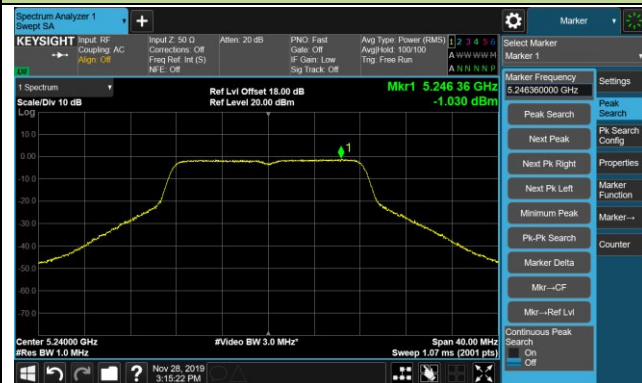 Spectrum Analyzer 1
Swept SA
Marker
KEYSIGHT
Input: RF
Coupling: AC
Align: Off
Input Z: 50 Ω
Corrections: Off
Freq Ref: Int (S)
NFE: Off
Atten: 20 dB
PNO: Fast
Gate: Off
IF Gain: Low
Sig Track: Off
Avg Type: Power (RMS)
Avg|Hold: 100/100
Trig: Free Run
1 2 3 4 5 6
A W W W W M
A N N N N P
Select Marker
Marker 1
1 Spectrum
Scale/Div 10 dB
Log
Ref Lvl Offset 18.00 dB
Ref Level 20.00 dBm
Mkr1 5.246 36 GHz
-1.030 dBm
Marker Frequency
5.246360000 GHz
Settings
Peak Search
Peak Search
Next Peak
Pk Search Config
Next Pk Right
Properties
Next Pk Left
Marker Function
Minimum Peak
Marker→
Pk-Pk Search
Counter
Marker Delta
Mkr→CF
Mkr→Ref Lvl
Continuous Peak Search
On
Off
10.0
0.00
-10.0
-20.0
-30.0
-40.0
-50.0
-60.0
-70.0
1
Center 5.24000 GHz
#Res BW 1.0 MHz
#Video BW 3.0 MHz*
Span 40.00 MHz
Sweep 1.07 ms (2001 pts)
?
Nov 28, 2019
3:15:22 PM